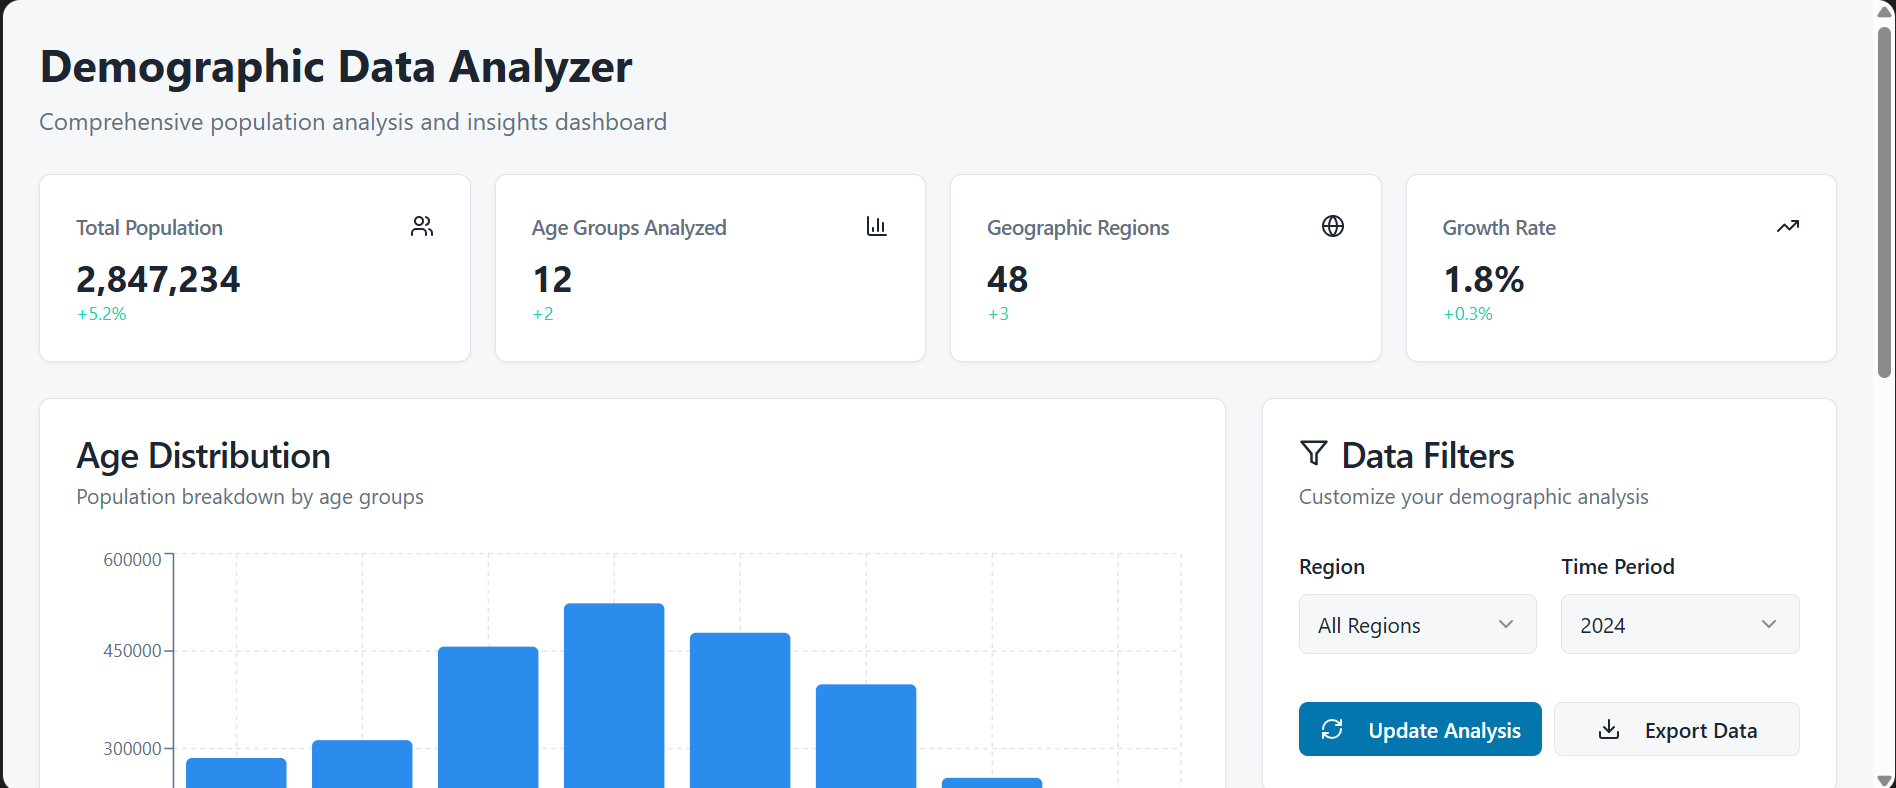 Demographic Data Analyzer
Comprehensive population analysis and insights dashboard
Total Population
2,847,234
+5.2%
Age Groups Analyzed
12
+2
Geographic Regions
48
+3
Growth Rate
1.8%
+0.3%
Age Distribution
Population breakdown by age groups
600000
450000
300000
Data Filters
Customize your demographic analysis
Region
All Regions
Time Period
2024
Update Analysis
Export Data